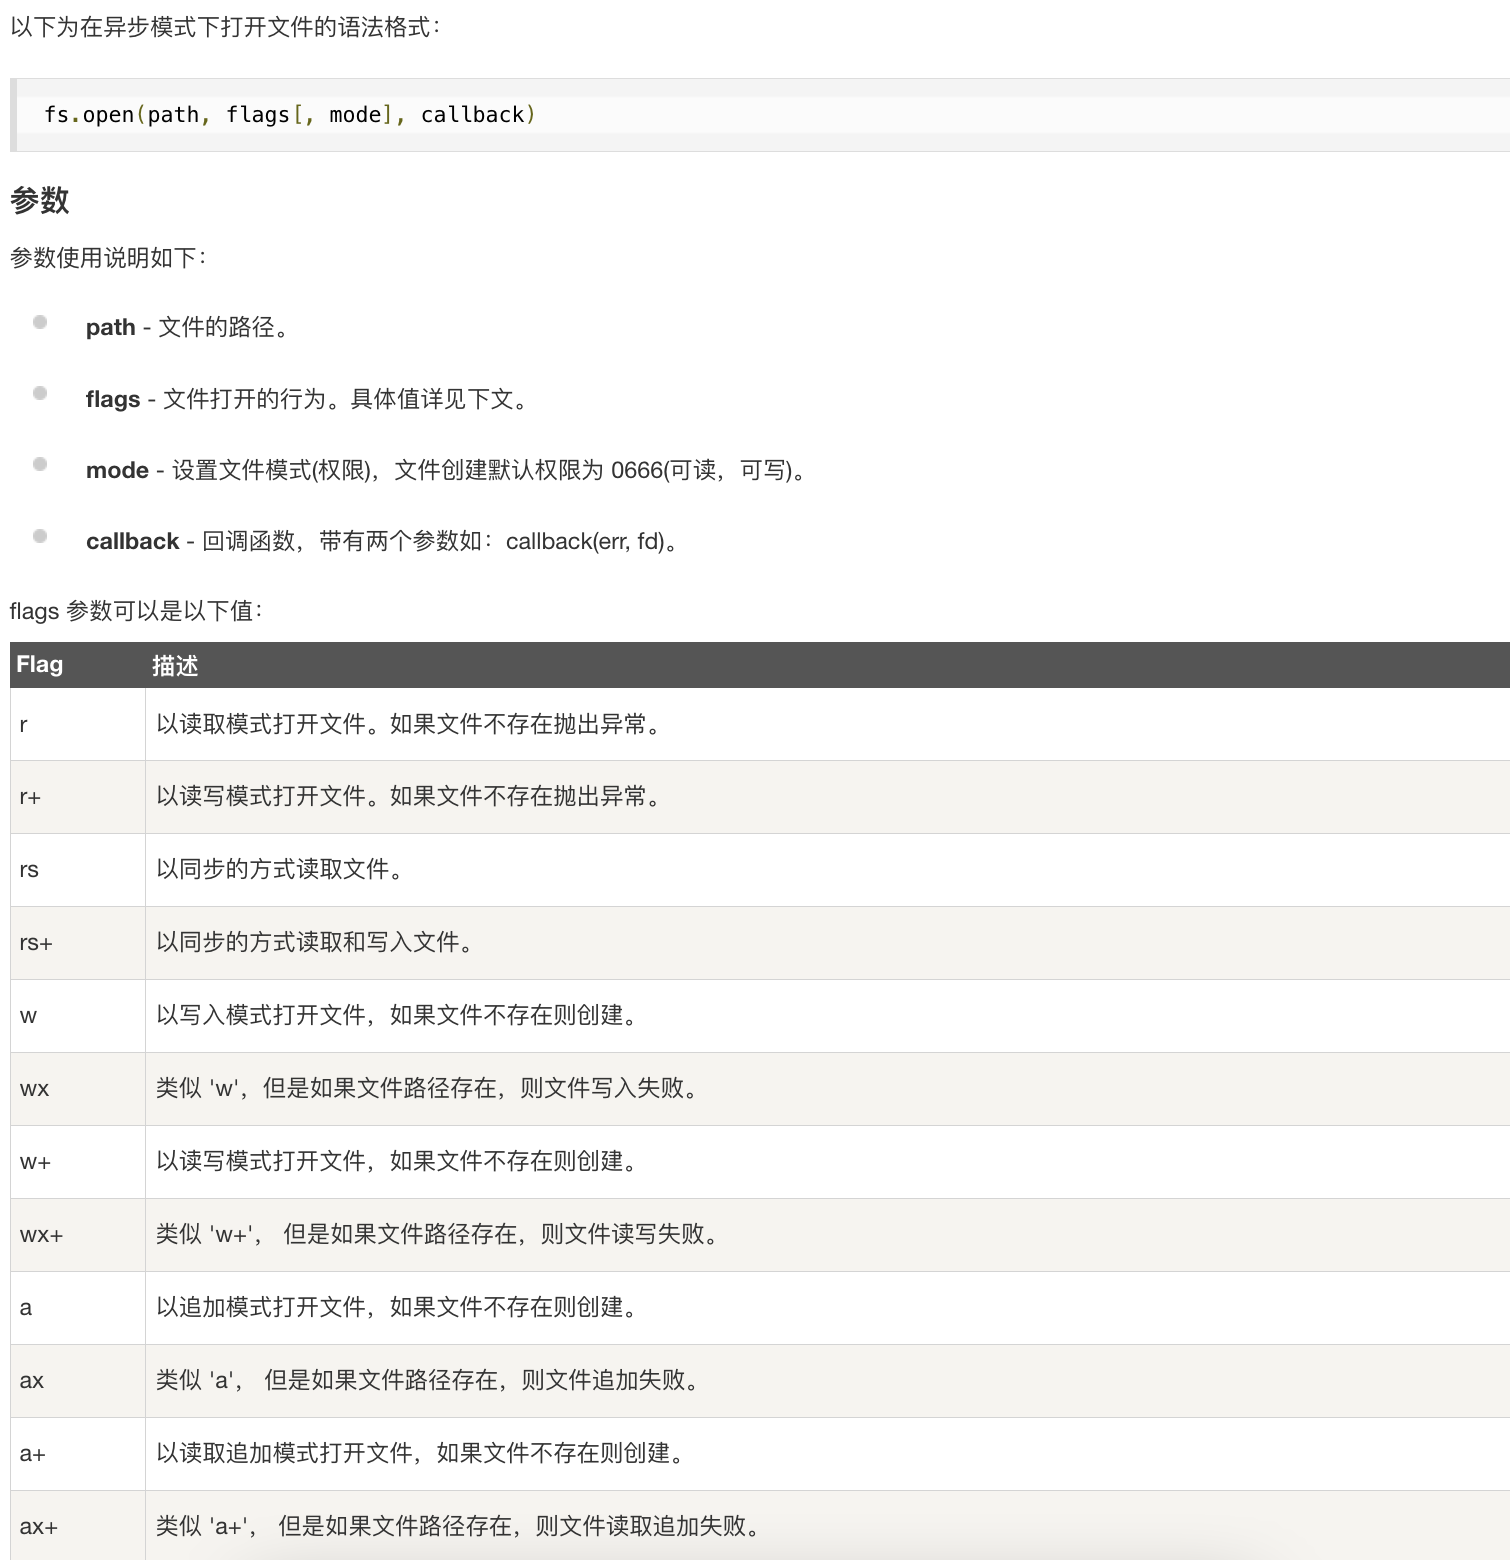 以下为在异步模式下打开文件的语法格式：
fs.open(path, flags[, mode], callback)
参数
参数使用说明如下：
path - 文件的路径。
flags - 文件打开的行为。具体值详见下文。
mode - 设置文件模式(权限)，文件创建默认权限为 0666(可读，可写)。
callback - 回调函数，带有两个参数如：callback(err, fd)。
flags 参数可以是以下值：
Flag 描述
r 以读取模式打开文件。如果文件不存在抛出异常。
r+ 以读写模式打开文件。如果文件不存在抛出异常。
rs 以同步的方式读取文件。
rs+ 以同步的方式读取和写入文件。
w 以写入模式打开文件，如果文件不存在则创建。
wx 类似 'w'，但是如果文件路径存在，则文件写入失败。
w+ 以读写模式打开文件，如果文件不存在则创建。
wx+ 类似 'w+'， 但是如果文件路径存在，则文件读写失败。
a 以追加模式打开文件，如果文件不存在则创建。
ax 类似 'a'， 但是如果文件路径存在，则文件追加失败。
a+ 以读取追加模式打开文件，如果文件不存在则创建。
ax+ 类似 'a+'， 但是如果文件路径存在，则文件读取追加失败。